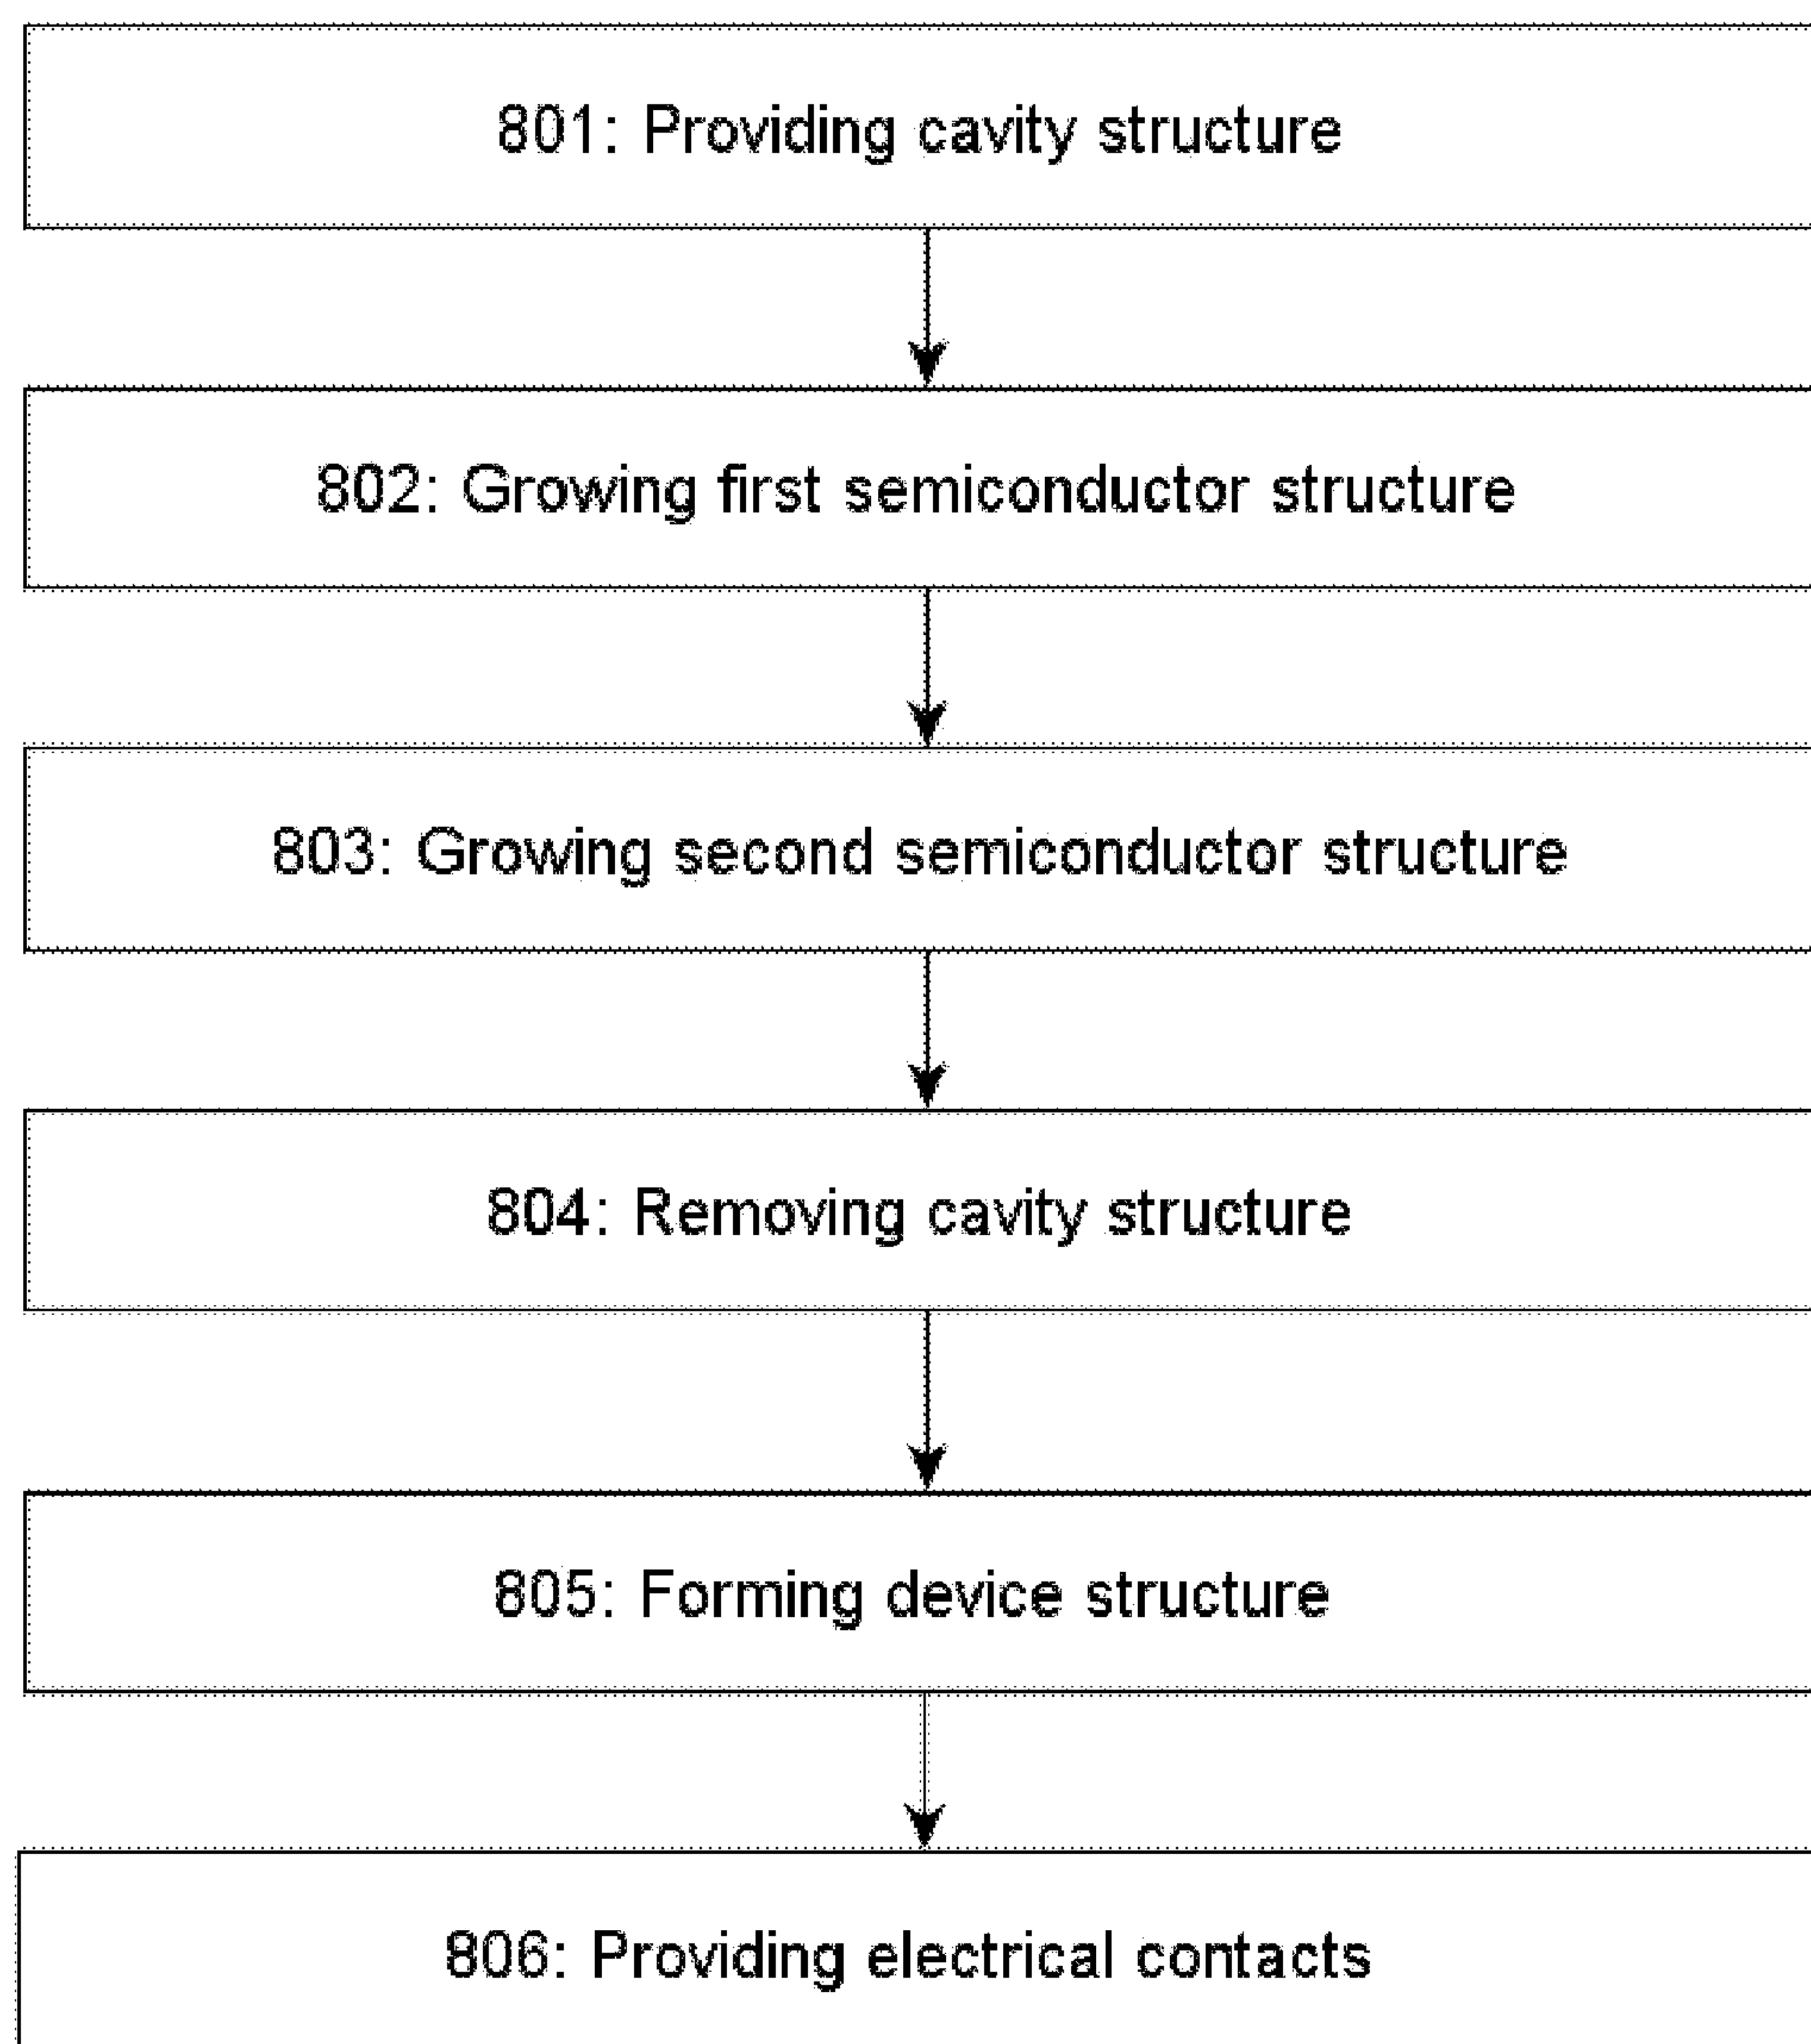 801: Providing cavity structure
802: Growing first semiconductor structure
803: Growing second semiconductor structure
804: Removing cavity structure
805: Forming device structure
806: Providing electrical contacts